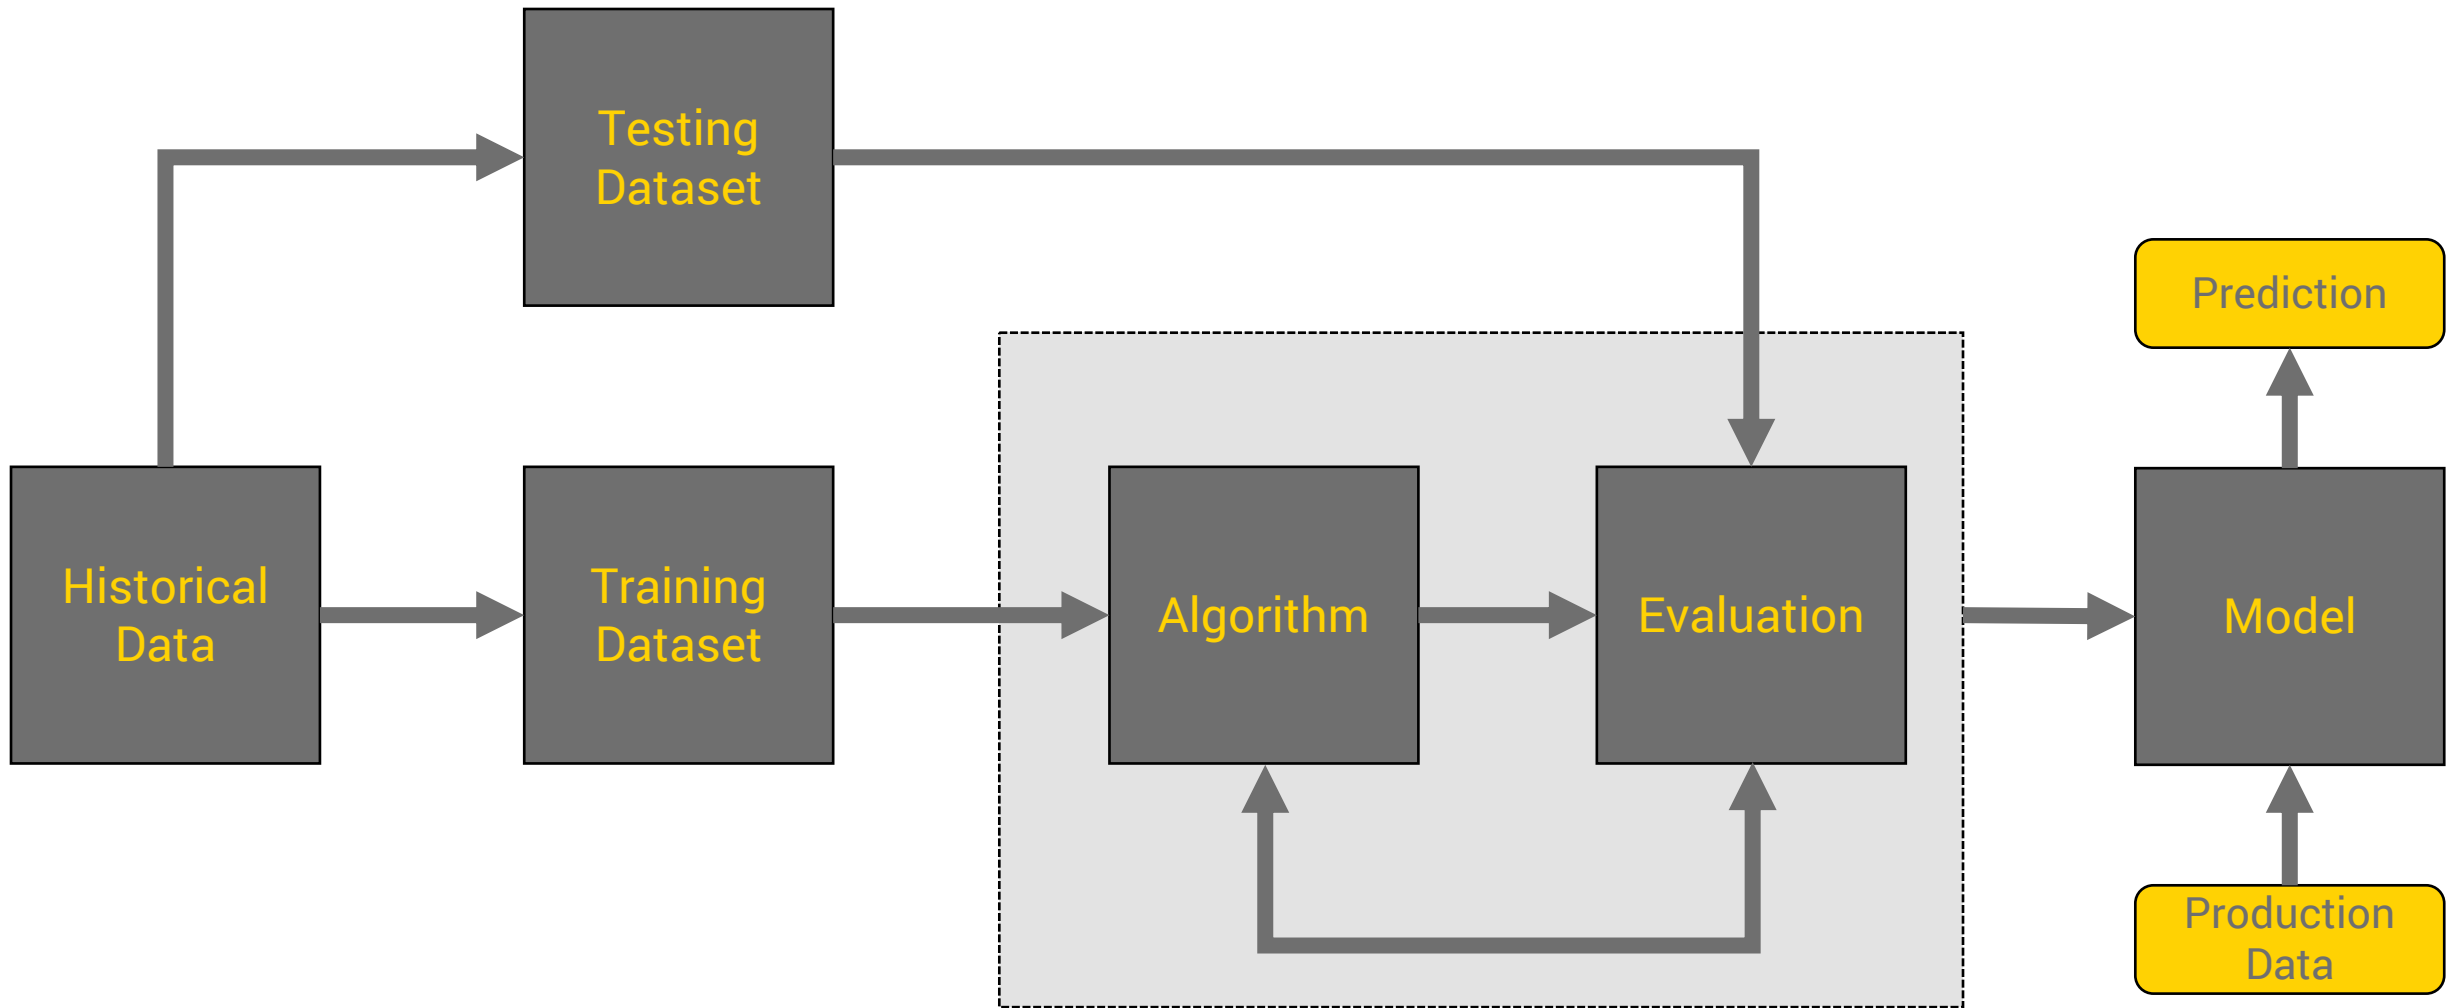 Testing
Dataset
Prediction
Historical
Data
Training
Dataset
Algorithm
Evaluation
Model
Production
Data